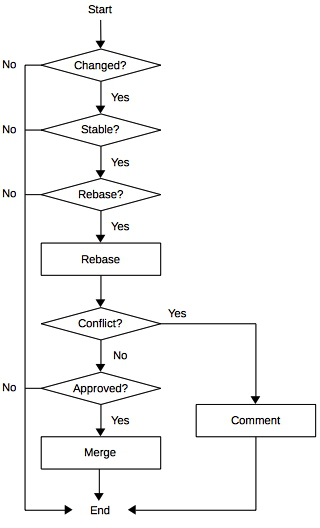 Start
No
Changed?
Yes
No
Stable?
Yes
No
Rebase?
Yes
Rebase
Conflict?
Yes
No
No
Approved?
Yes
Comment
Merge
End